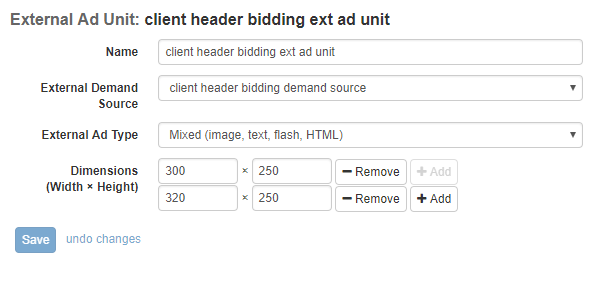 External Ad Unit: client header bidding ext ad unit
Name client header bidding ext ad unit
External Demand Source client header bidding demand source
External Ad Type Mixed (image, text, flash, HTML)
Dimensions (Width × Height) 300 × 250 Remove Add
320 × 250 Remove Add
Save undo changes